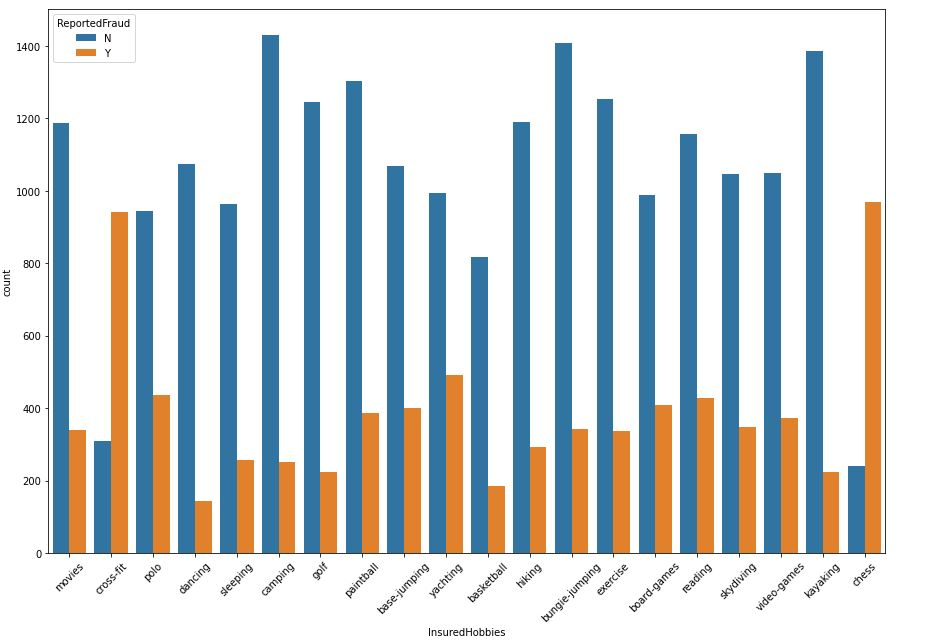 ReportedFraud
N
Y
1400
1200
1000
800
600
400
200
0
count
movies
cross-fit
polo
dancing
sleeping
camping
golf
paintball
base-jumping
yachting
basketball
hiking
bungie-jumping
exercise
board-games
reading
skydiving
video-games
kayaking
chess
InsuredHobbies